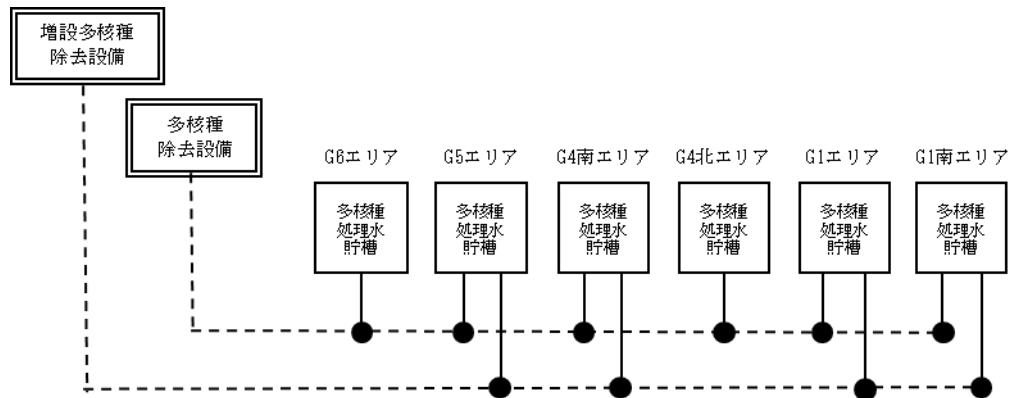 増設多核種
除去設備
多核種
除去設備
G6エリア
G5エリア
G4南エリア
G4北エリア
G1エリア
G1南エリア
多核種
処理水
貯槽
多核種
処理水
貯槽
多核種
処理水
貯槽
多核種
処理水
貯槽
多核種
処理水
貯槽
多核種
処理水
貯槽